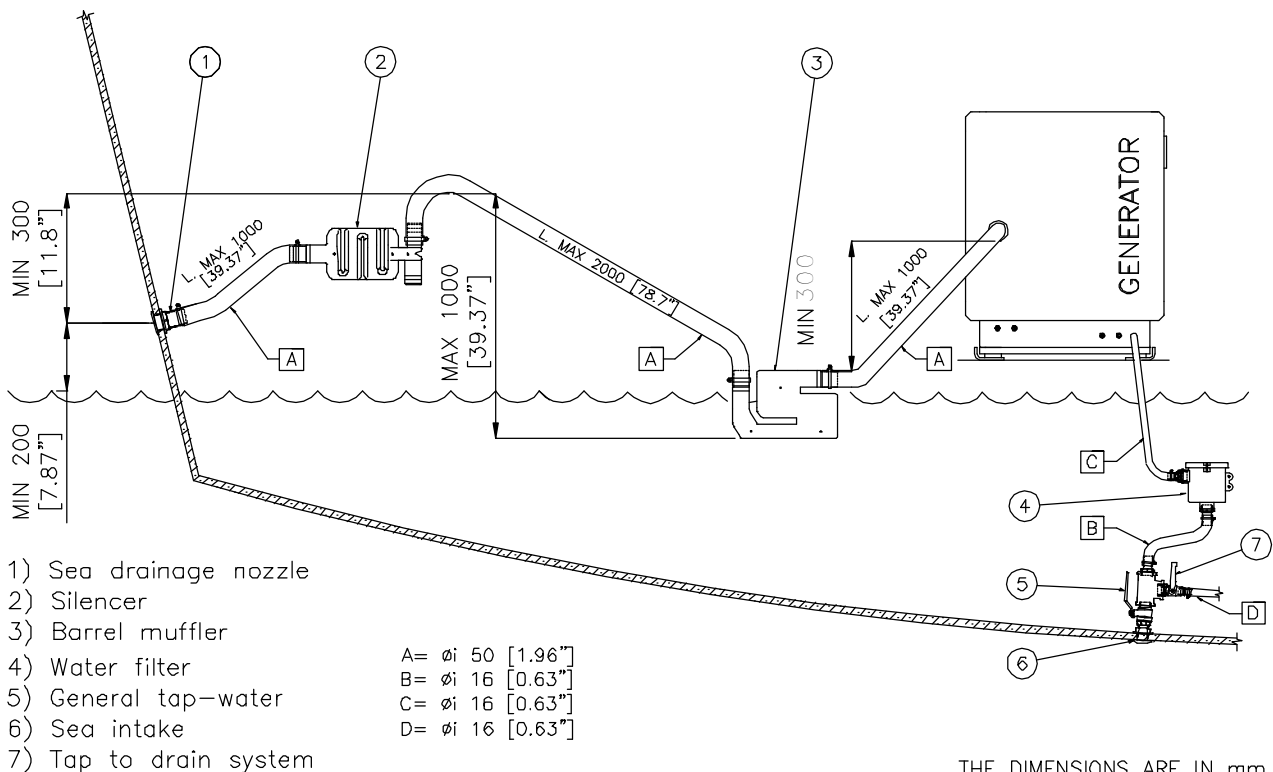 1
2
3
GENERATOR
MIN 300
[11.8"]
L. MAX 1000
[39.37"]
L. MAX 2000 [78.7"]
MAX 1000
[39.37"]
MIN 300
L. MAX 1000
[39.37"]
A
A
A
MIN 200
[7.87"]
C
4
B
7
5
D
6
1) Sea drainage nozzle
2) Silencer
3) Barrel muffler
4) Water filter
5) General tap-water
6) Sea intake
7) Tap to drain system
A= øi 50 [1.96"]
B= øi 16 [0.63"]
C= øi 16 [0.63"]
D= øi 16 [0.63"]
THE DIMENSIONS ARE IN mm